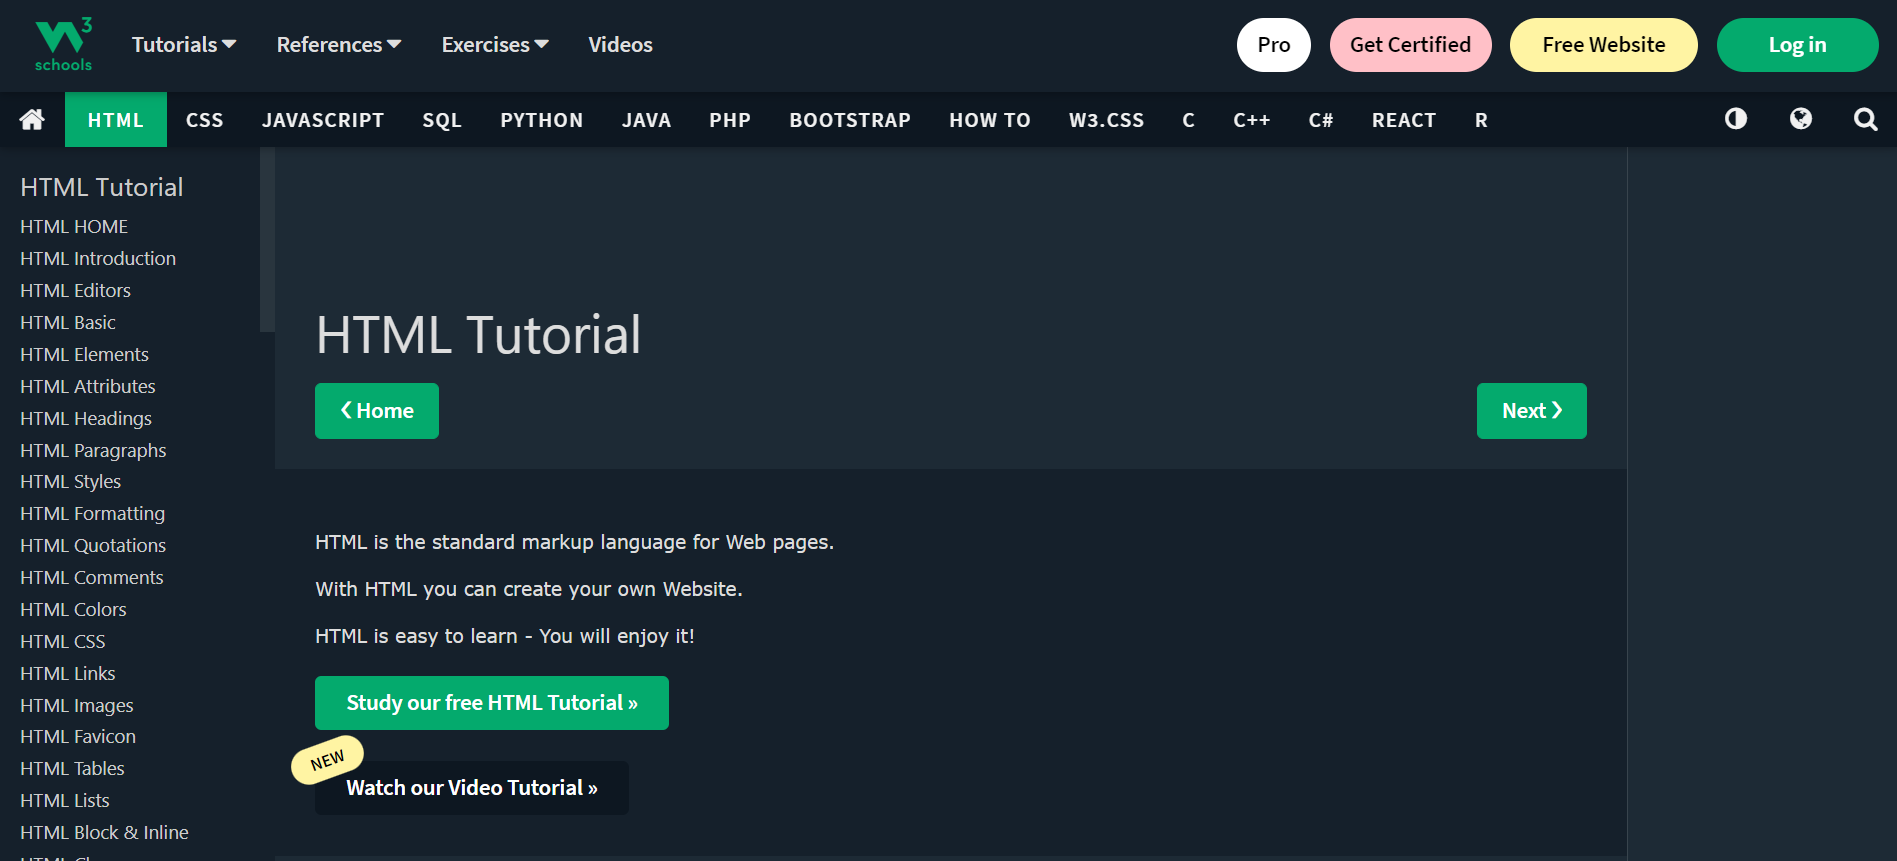 3
schools
Tutorials References Exercises Videos Pro Get Certified Free Website Log in
HTML CSS JAVASCRIPT SQL PYTHON JAVA PHP BOOTSTRAP HOW TO W3.CSS C C++ C# REACT R
HTML Tutorial
HTML HOME
HTML Introduction
HTML Editors
HTML Basic
HTML Elements
HTML Attributes
HTML Headings
HTML Paragraphs
HTML Styles
HTML Formatting
HTML Quotations
HTML Comments
HTML Colors
HTML CSS
HTML Links
HTML Images
HTML Favicon
HTML Tables
HTML Lists
HTML Block & Inline
HTML Tutorial
❮ Home Next ❯
HTML is the standard markup language for Web pages.
With HTML you can create your own Website.
HTML is easy to learn - You will enjoy it!
Study our free HTML Tutorial »
NEW
Watch our Video Tutorial »